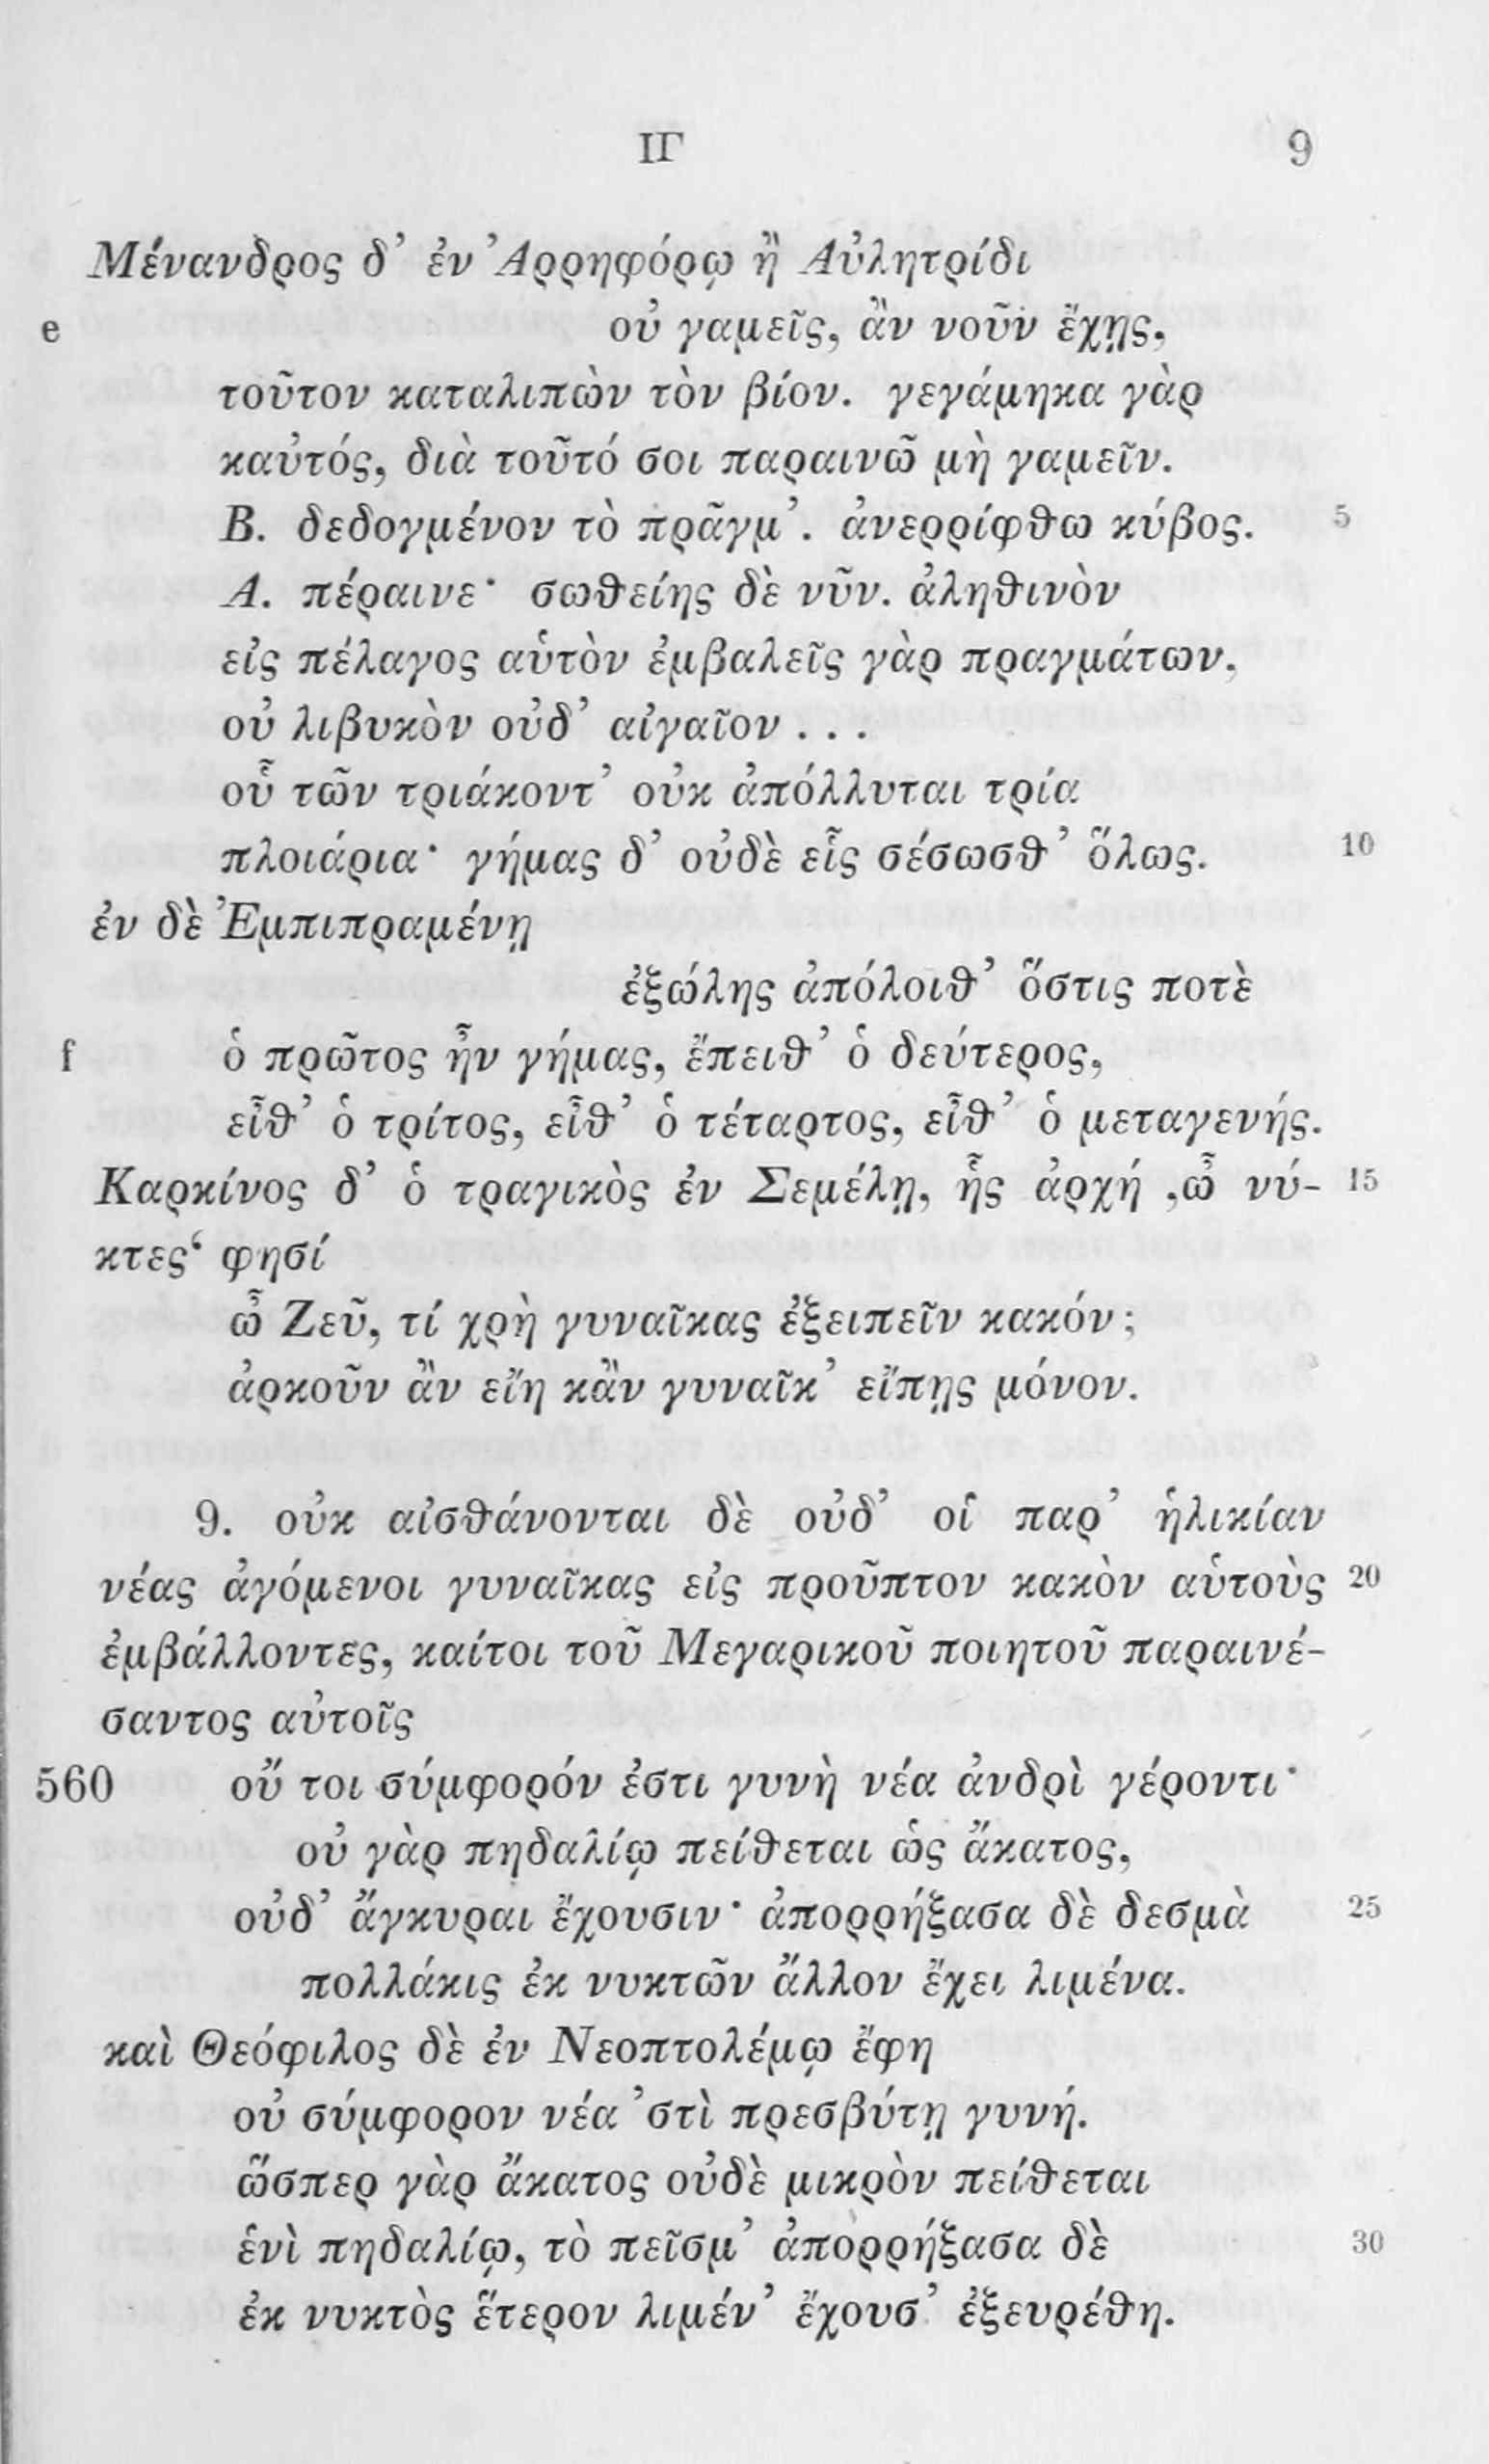 ΙΓ 9
Μένανδρος δ’ ἐν Ἀρρηφόρῳ ἢ Αὐλητρίδι
e οὐ γαμεῖς, ἂν νοῦν ἔχῃς,
τοῦτον καταλιπὼν τὸν βίον. γεγάμηκα γὰρ
καὐτός, διὰ τοῦτό σοι παραινῶ μὴ γαμεῖν.
Β. δεδογμένον τὸ πρᾶγμ’. ἀνερρίφθω κύβος. 5
Α. πέραινε· σωθείης δὲ νῦν. ἀληθινὸν
εἰς πέλαγος αὑτὸν ἐμβαλεῖς γὰρ πραγμάτων,
οὐ λιβυκὸν οὐδ’ αἰγαῖον . . .
οὗ τῶν τριάκοντ’ οὐκ ἀπόλλυται τρία
πλοιάρια· γήμας δ’ οὐδὲ εἷς σέσωσθ’ ὅλως. 10
ἐν δὲ Ἐμπιπραμένῃ
ἐξώλης ἀπόλοιθ’ ὅστις ποτὲ
f ὁ πρῶτος ἦν γήμας, ἔπειθ’ ὁ δεύτερος,
εἶθ’ ὁ τρίτος, εἶθ’ ὁ τέταρτος, εἶθ’ ὁ μεταγενής.
Καρκίνος δ’ ὁ τραγικὸς ἐν Σεμέλῃ, ἧς ἀρχή ‚ὦ νύ- 15
κτες‘ φησί
ὦ Ζεῦ, τί χρὴ γυναῖκας ἐξειπεῖν κακόν;
ἀρκοῦν ἂν εἴη κἂν γυναῖκ’ εἴπῃς μόνον.
9. οὐκ αἰσθάνονται δὲ οὐδ’ οἱ παρ’ ἡλικίαν
νέας ἀγόμενοι γυναῖκας εἰς προῦπτον κακὸν αὑτοὺς 20
ἐμβάλλοντες, καίτοι τοῦ Μεγαρικοῦ ποιητοῦ παραινέ-
σαντος αὐτοῖς
560 οὔ τοι σύμφορόν ἐστι γυνὴ νέα ἀνδρὶ γέροντι·
οὐ γὰρ πηδαλίῳ πείθεται ὡς ἄκατος,
οὐδ’ ἄγκυραι ἔχουσιν· ἀπορρήξασα δὲ δεσμὰ 25
πολλάκις ἐκ νυκτῶν ἄλλον ἔχει λιμένα.
καὶ Θεόφιλος δὲ ἐν Νεοπτολέμῳ ἔφη
οὐ σύμφορον νέα ’στὶ πρεσβύτῃ γυνή.
ὥσπερ γὰρ ἄκατος οὐδὲ μικρὸν πείθεται
ἑνὶ πηδαλίῳ, τὸ πεῖσμ’ ἀπορρήξασα δὲ 30
ἐκ νυκτὸς ἕτερον λιμέν’ ἔχουσ’ ἐξευρέθη.